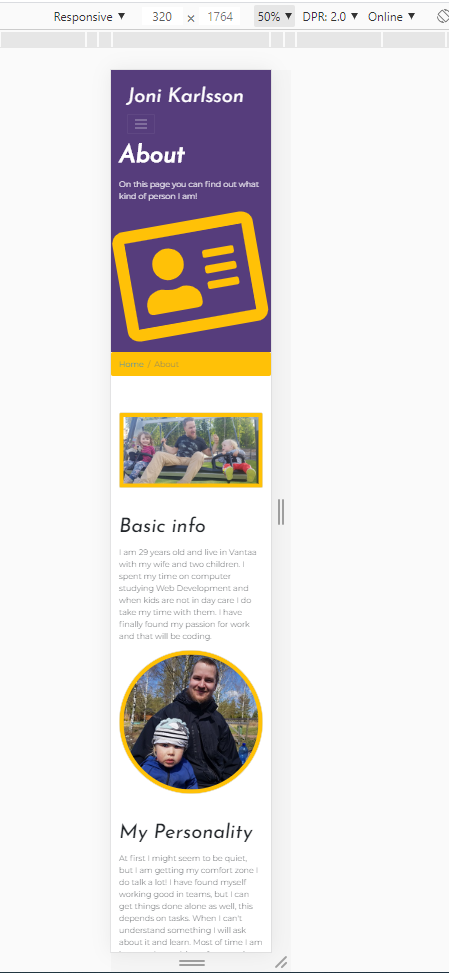 Responsive ▼ 320 × 1764 50% ▼ DPR: 2.0 ▼ Online ▼
Joni Karlsson
About
On this page you can find out what
kind of person I am!
Home / About
Basic info
I am 29 years old and live in Vantaa
with my wife and two children. I
spent my time on computer
studying Web Development and
when kids are not in day care I do
take my time with them. I have
finally found my passion for work
and that will be coding.
My Personality
At first I might seem to be quiet,
but I am getting my comfort zone I
do talk a lot! I have found myself
working good in teams, but I can
get things done alone as well, this
depends on tasks. When I can't
understand something I will ask
about it and learn. Most of time I am